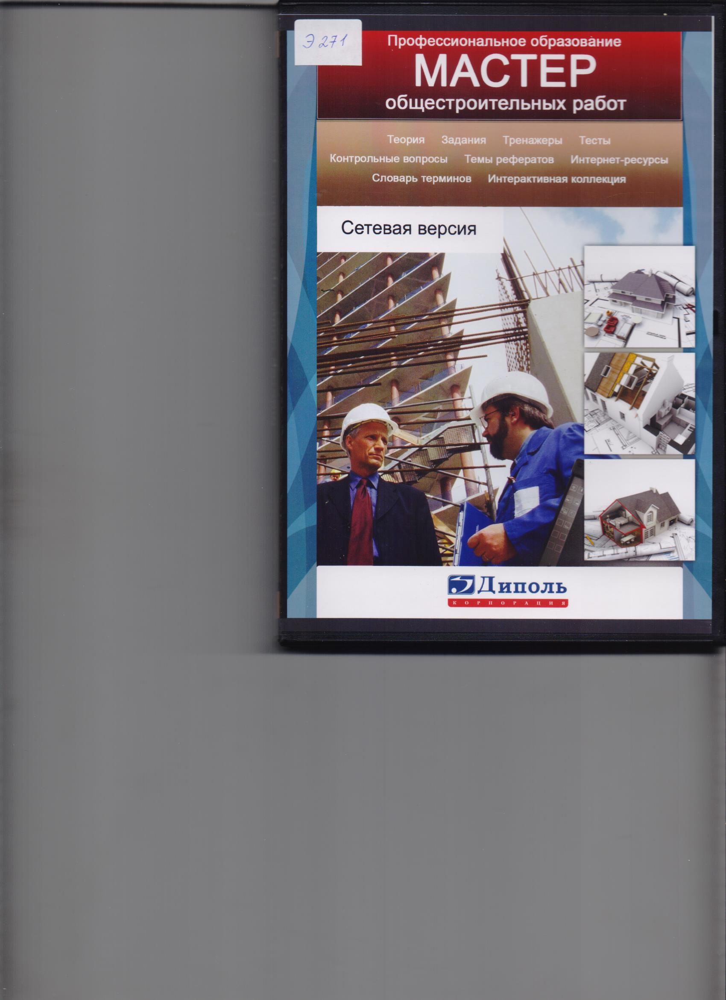 Э 271
Профессиональное образование
МАСТЕР
общестроительных работ
Теория Задания Тренажеры Тесты
Контрольные вопросы Темы рефератов Интернет-ресурсы
Словарь терминов Интерактивная коллекция
Сетевая версия
Диполь
КОРПОРАЦИЯ